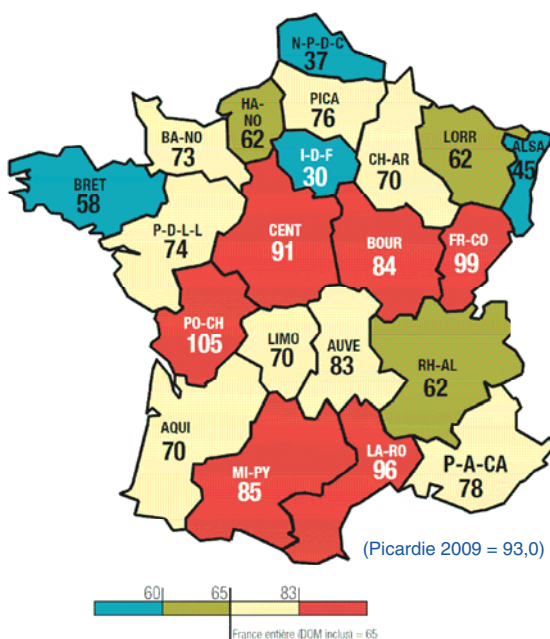 N-P-D-C
37
HA-
NO
62
PICA
76
BA-NO
73
I-D-F
30
CH-AR
70
LORR
62
ALSA
45
BRET
58
P-D-L-L
74
CENT
91
BOUR
84
FR-CO
99
PO-CH
105
LIMO
70
AUVE
83
RH-AL
62
AQUI
70
MI-PY
85
LA-RO
96
P-A-CA
78
(Picardie 2009 = 93,0)
60 65 83
France entière (DOM inclus) = 65